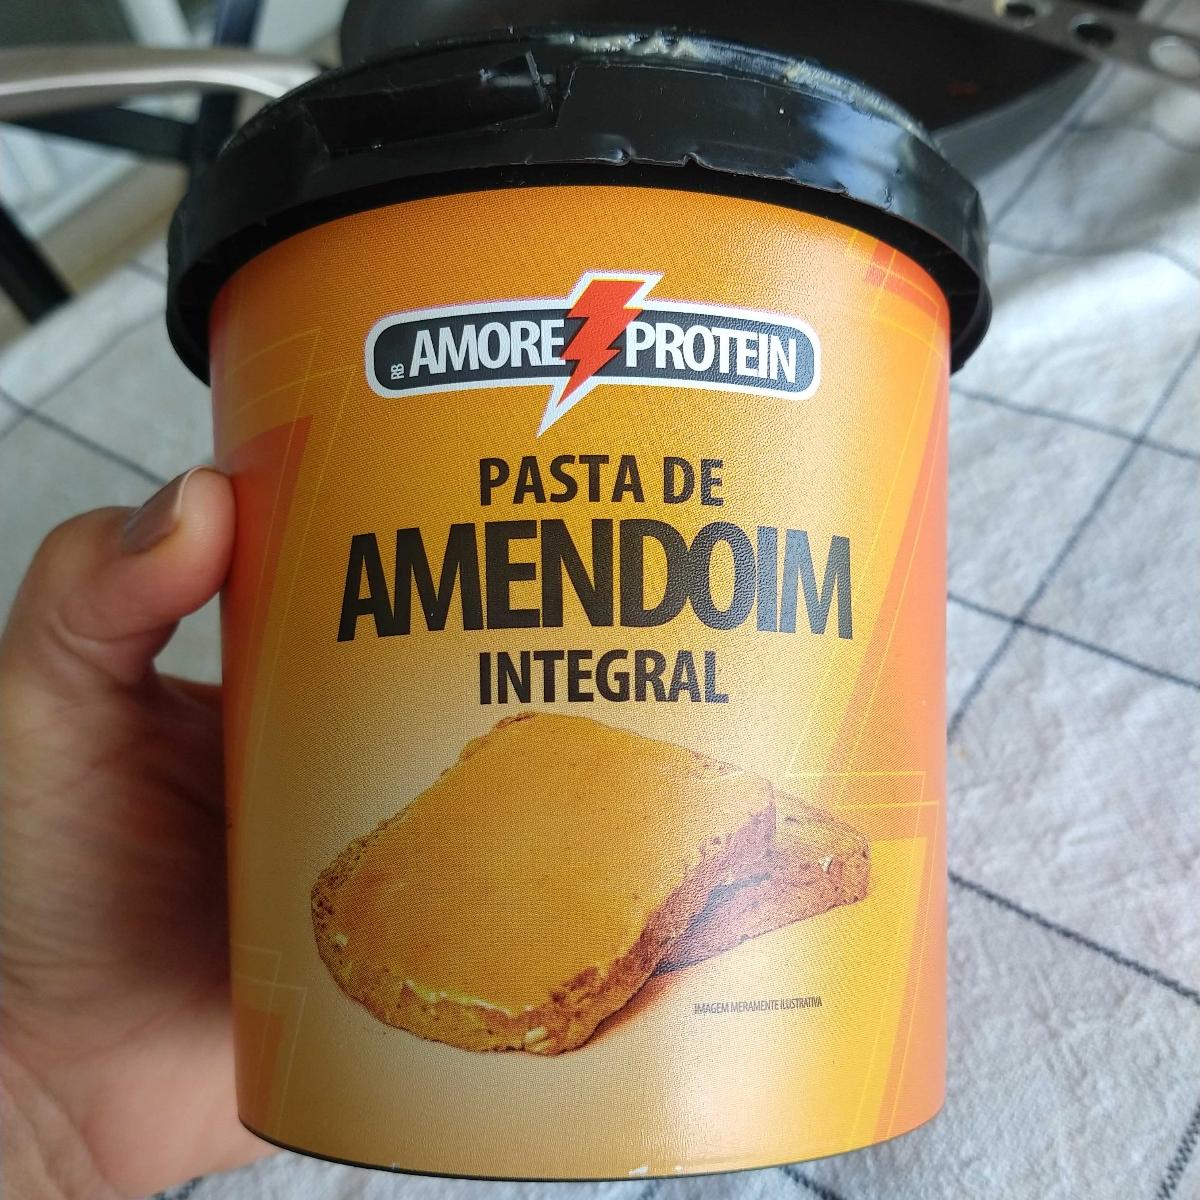 RB AMORE PROTEIN
PASTA DE
AMENDOIM
INTEGRAL
IMAGEM MERAMENTE ILUSTRATIVA